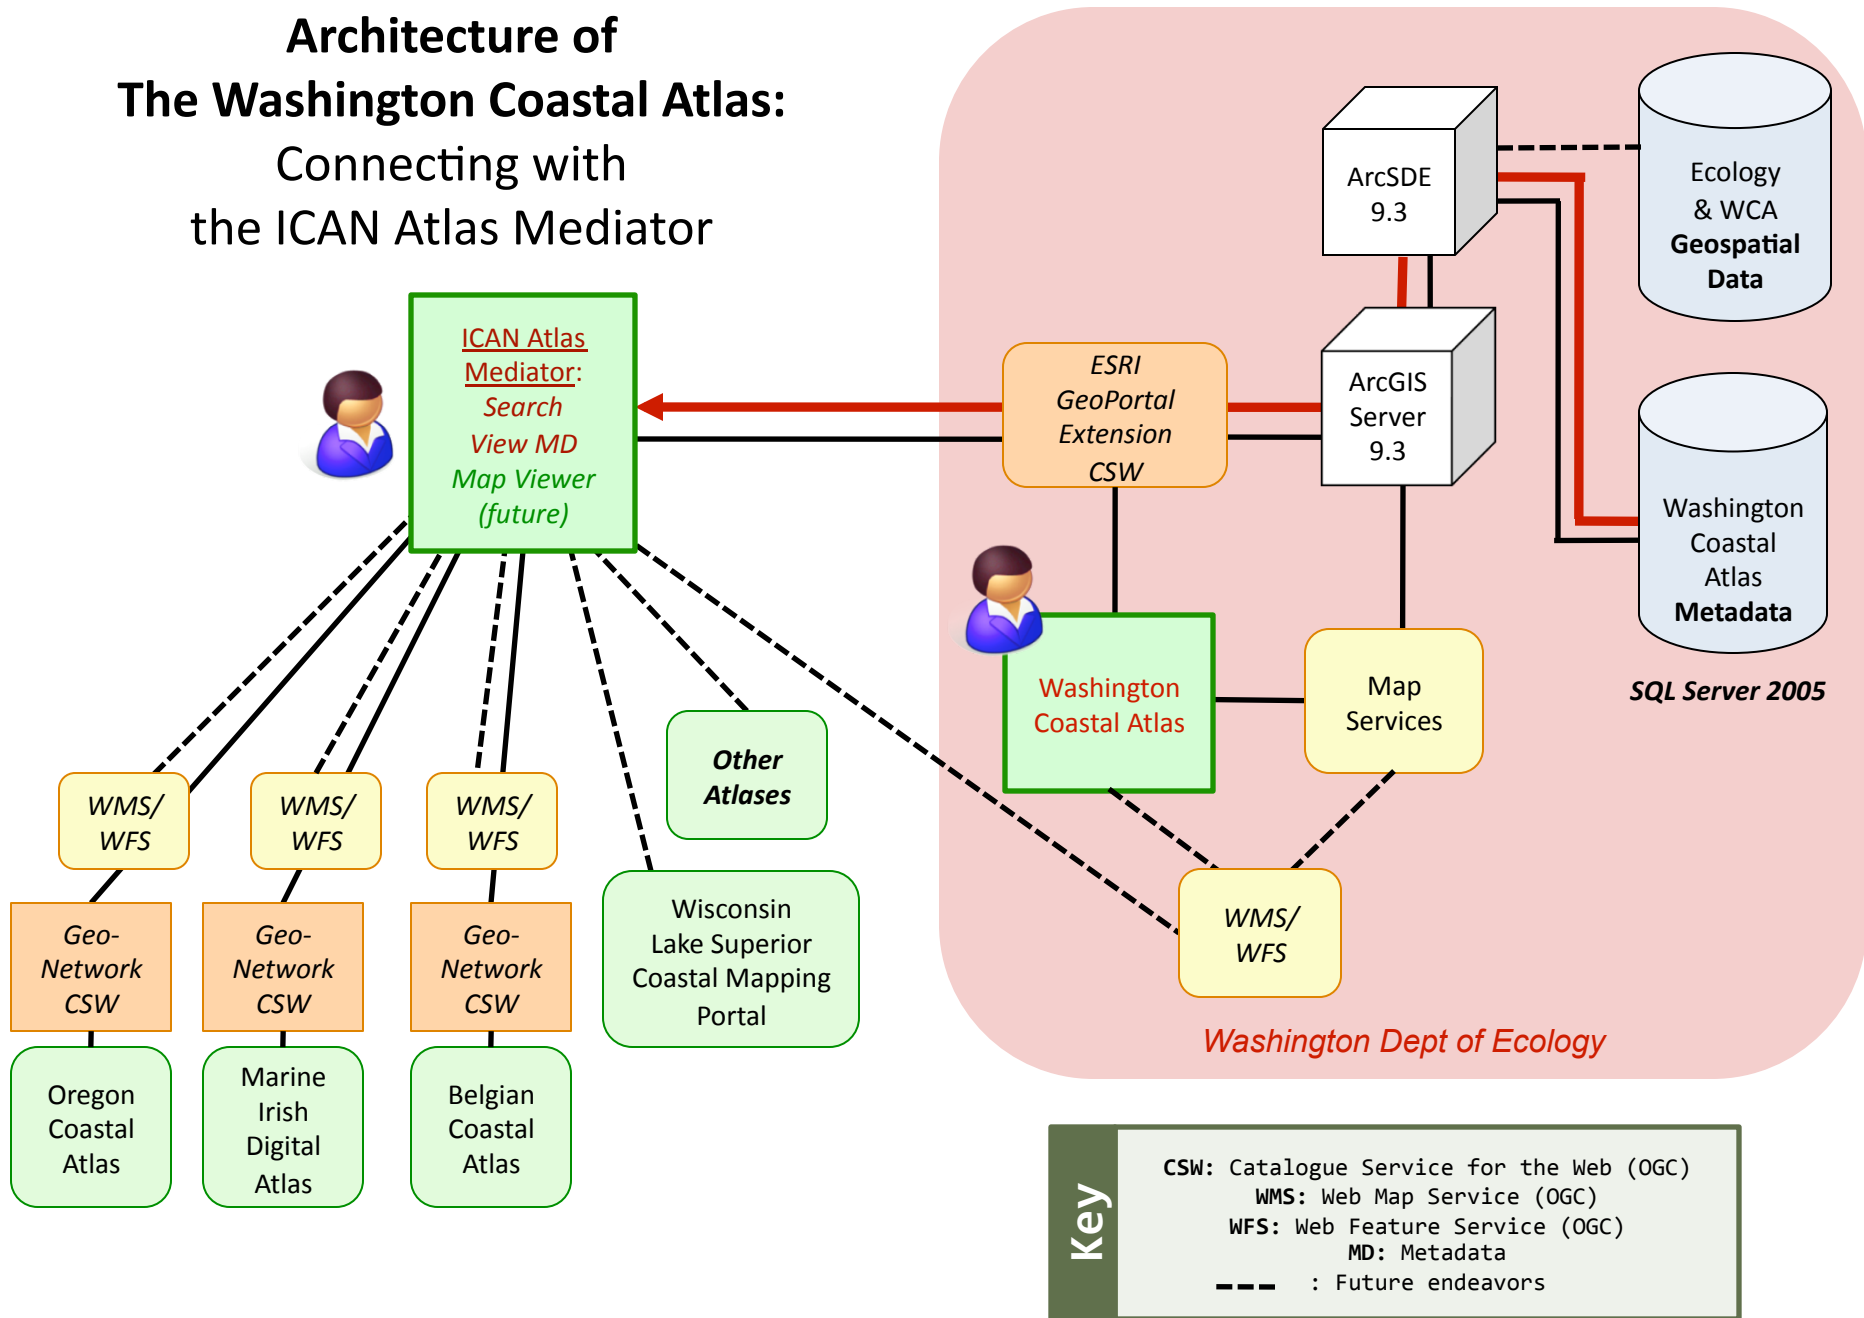 Architecture of
The Washington Coastal Atlas:
Connecting with
the ICAN Atlas Mediator
ICAN Atlas
Mediator:
Search
View MD
Map Viewer
(future)
ESRI
GeoPortal
Extension
CSW
ArcSDE
9.3
ArcGIS
Server
9.3
Ecology
& WCA
Geospatial
Data
Washington
Coastal
Atlas
Metadata
SQL Server 2005
Washington
Coastal Atlas
Map
Services
WMS/
WFS
Washington Dept of Ecology
Other
Atlases
Wisconsin
Lake Superior
Coastal Mapping
Portal
WMS/
WFS
WMS/
WFS
WMS/
WFS
Geo-
Network
CSW
Geo-
Network
CSW
Geo-
Network
CSW
Oregon
Coastal
Atlas
Marine
Irish
Digital
Atlas
Belgian
Coastal
Atlas
Key
CSW: Catalogue Service for the Web (OGC)
WMS: Web Map Service (OGC)
WFS: Web Feature Service (OGC)
MD: Metadata
: Future endeavors